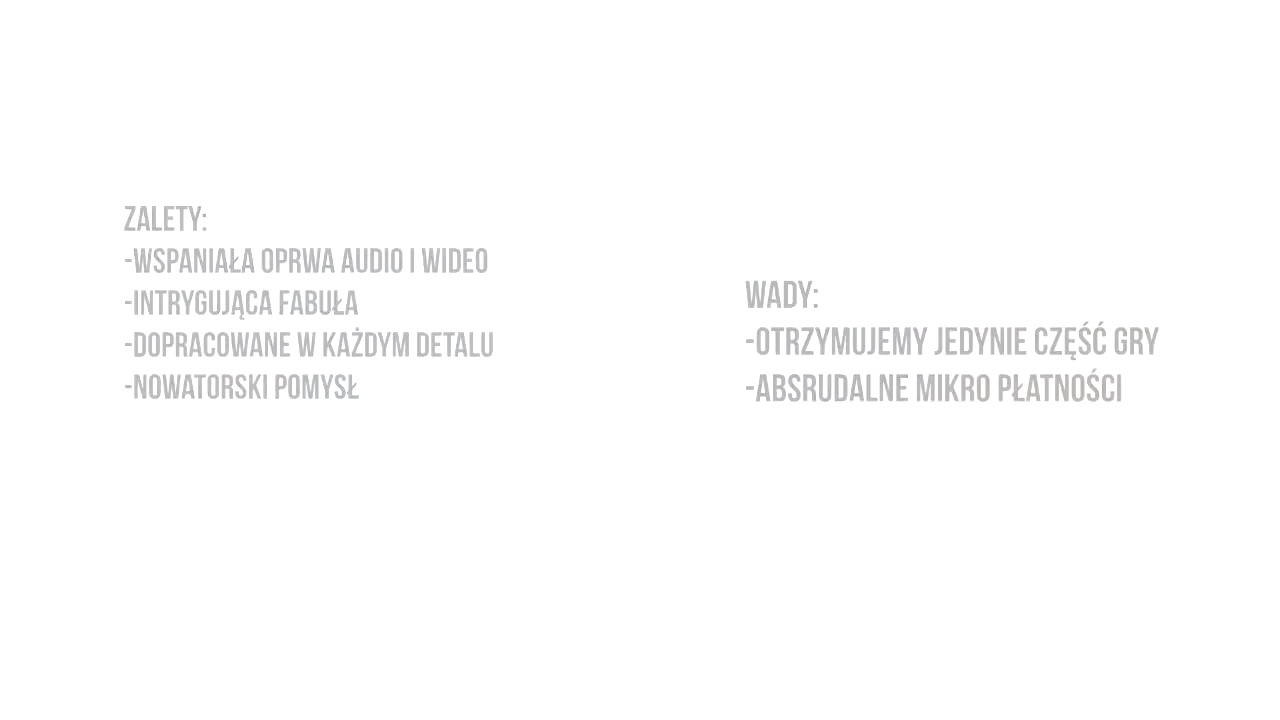 ZALETY:
-WSPANIAŁA OPRWA AUDIO I WIDEO
-INTRYGUJĄCA FABUŁA
-DOPRACOWANE W KAŻDYM DETALU
-NOWATORSKI POMYSŁ
WADY:
-OTRZYMUJEMY JEDYNIE CZĘŚĆ GRY
-ABSRUDALNE MIKRO PŁATNOŚCI